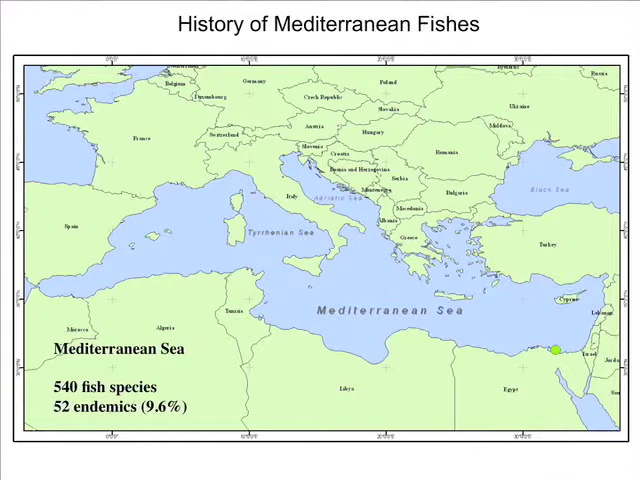 History of Mediterranean Fishes
Belgium
Germany
Poland
Russia
Luxembourg
Czech Republic
Ukraine
Slovakia
France
Switzerland
Austria
Hungary
Moldova
Slovenia
Croatia
Romania
Bosnia and Herzegovina
Serbia
Italy
Adriatic Sea
Montenegro
Bulgaria
Black Sea
Macedonia
Albania
Spain
Tyrrhenian Sea
Greece
Turkey
Cyprus
Lebanon
Mediterranean Sea
Tunisia
Morocco
Algeria
Israel
Jorda
Libya
Egypt
Mediterranean Sea
540 fish species
52 endemics (9.6%)